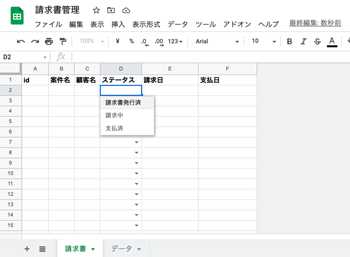 請求書管理
ファイル 編集 表示 挿入 表示形式 データ ツール アドオン ヘルプ 最終編集: 数秒前
100% ¥ % .0 .00 123 Arial 10 B I S A
D2 fx
A B C D E F
1 id 案件名 顧客名 ステータス 請求日 支払日
2
3 請求書発行済
4 請求中
5
6 支払済
7
8
9
10
11
12
13
14
15
+ 請求書 データ